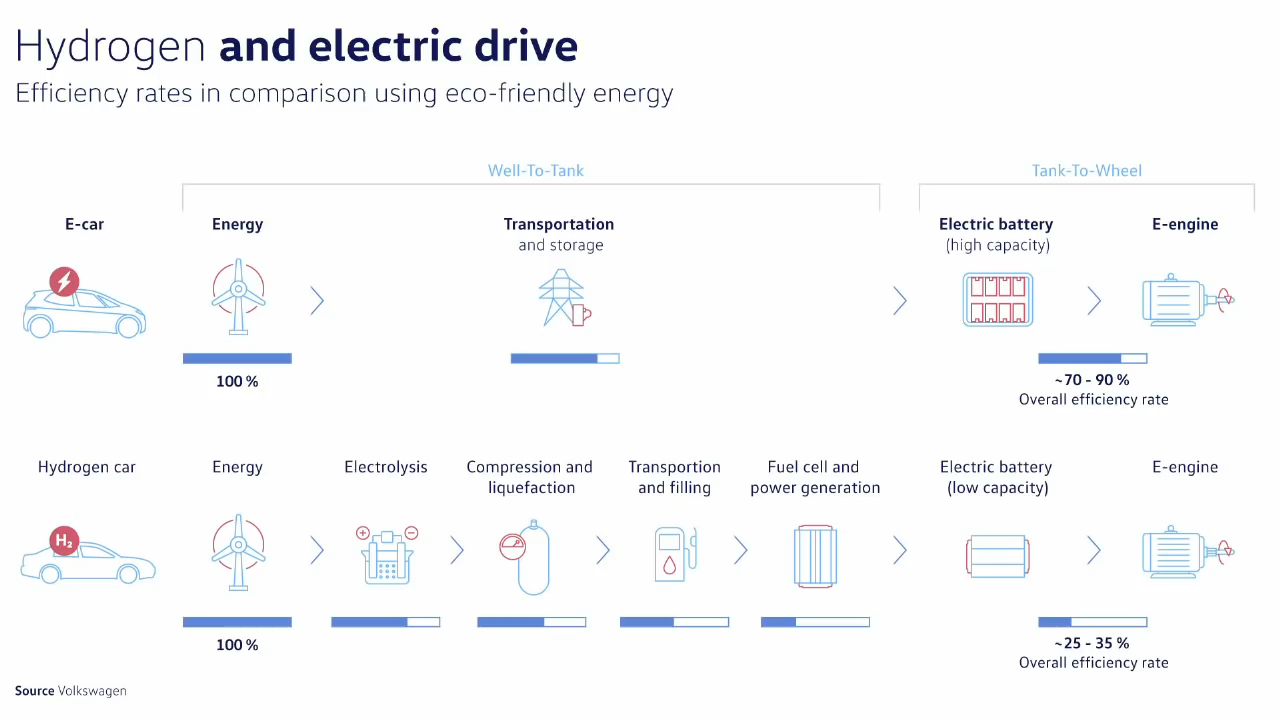 Hydrogen and electric drive
Efficiency rates in comparison using eco-friendly energy
Well-To-Tank
Tank-To-Wheel
E-car
Energy
Transportation
and storage
Electric battery
(high capacity)
E-engine
100 %
~70 - 90 %
Overall efficiency rate
Hydrogen car
Energy
Electrolysis
Compression and
liquefaction
Transportion
and filling
Fuel cell and
power generation
Electric battery
(low capacity)
E-engine
H₂
100 %
~25 - 35 %
Overall efficiency rate
Source Volkswagen